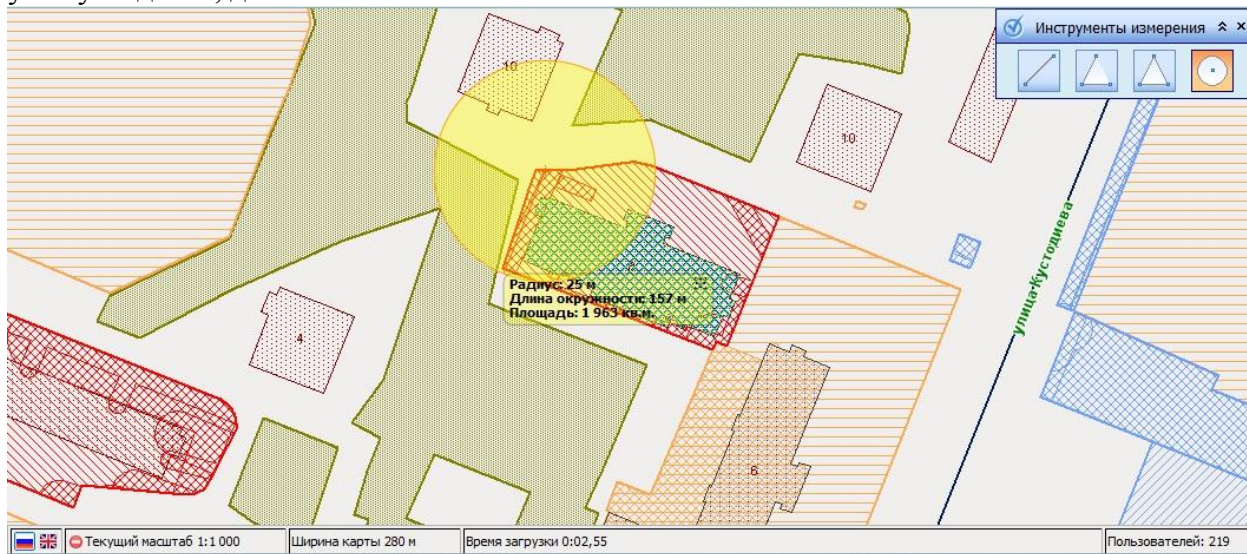 Инструменты измерения
10
10
улица Кустодиева
Радиус: 25 м
Длина окружности: 157 м
Площадь: 1 963 кв.м.
4
6
Текущий масштаб 1:1 000
Ширина карты 280 м
Время загрузки 0:02,55
Пользователей: 219